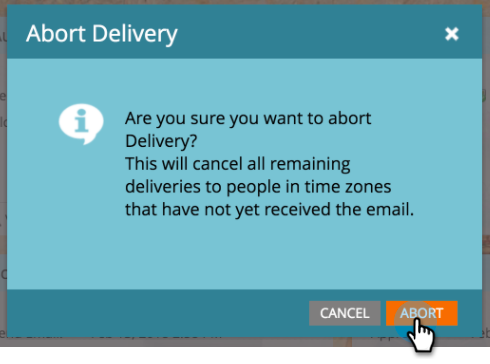 Abort Delivery
Are you sure you want to abort
Delivery?
This will cancel all remaining
deliveries to people in time zones
that have not yet received the email.
CANCEL ABORT